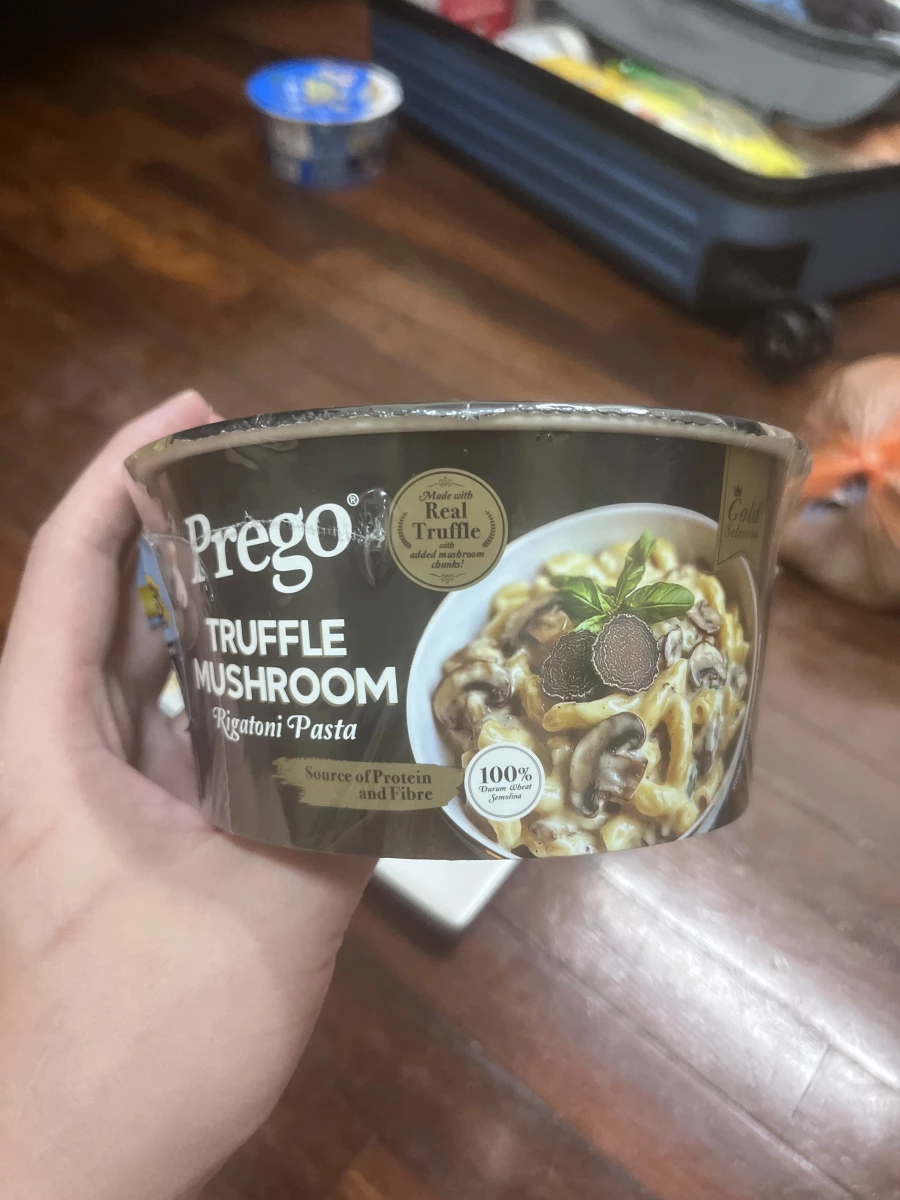 Prego®
Made with
Real
Truffle
with
added mushroom
chunks!
Gold
Selection
TRUFFLE
MUSHROOM
Rigatoni Pasta
Source of Protein
and Fibre
100%
Durum Wheat
Semolina